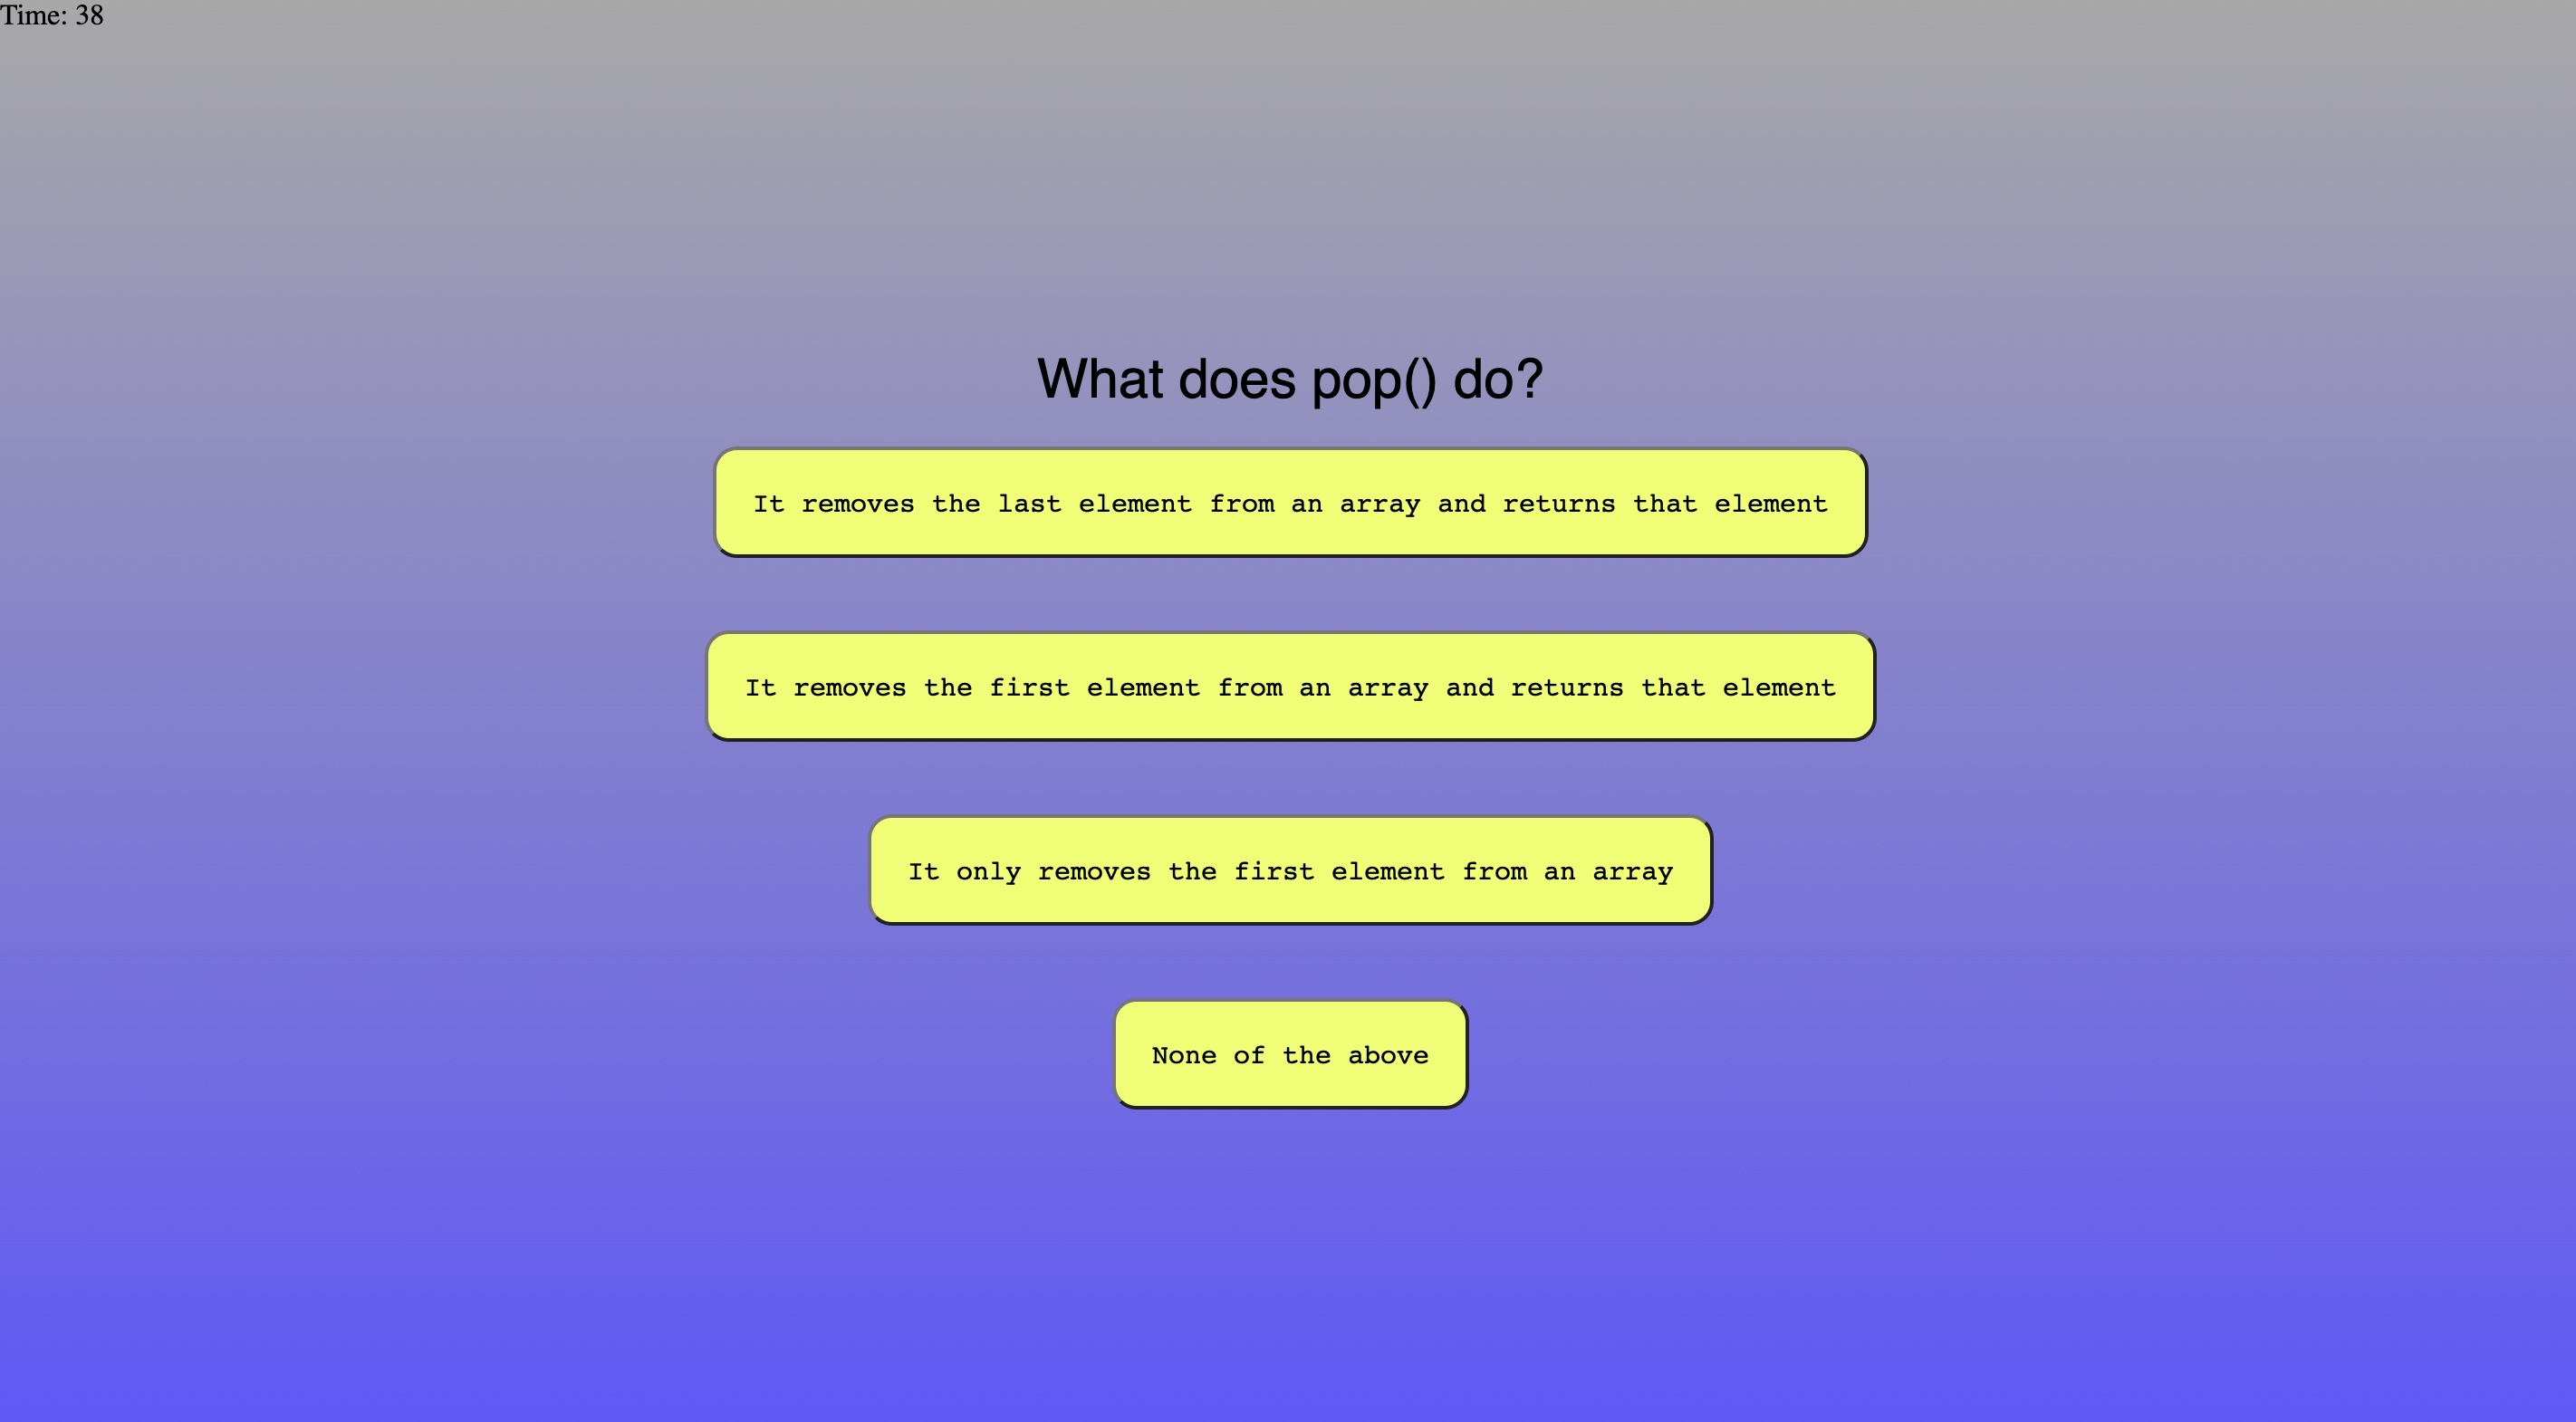 Time: 38
What does pop() do?
It removes the last element from an array and returns that element
It removes the first element from an array and returns that element
It only removes the first element from an array
None of the above